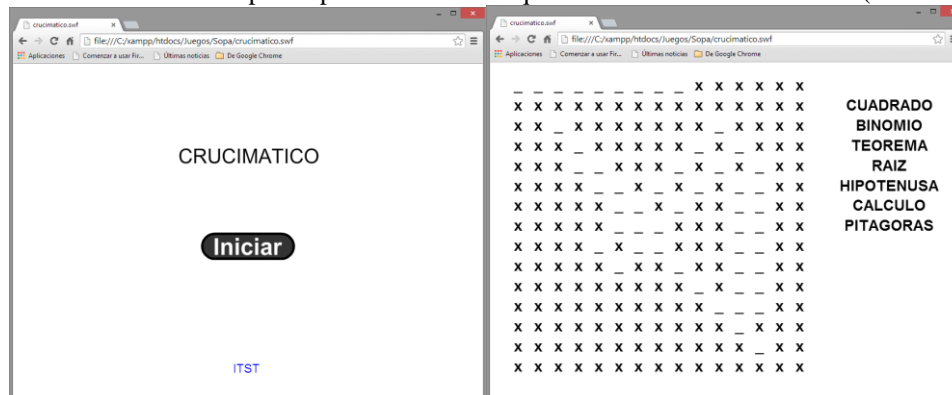 crucimatico.swf
file:///C:/xampp/htdocs/Juegos/Sopa/crucimatico.swf
Aplicaciones Comenzar a usar Fir... Últimas noticias De Google Chrome
CRUCIMATICO
Iniciar
ITST
crucimatico.swf
file:///C:/xampp/htdocs/Juegos/Sopa/crucimatico.swf
Aplicaciones Comenzar a usar Fir... Últimas noticias De Google Chrome
_ _ _ _ _ _ _ _ _ x x x x x x
x x x x x x x x x x x x x x x
x x _ x x x x x x x _ x x x x
x x x _ x x x x x _ x _ x x x
x x x _ _ x x x _ x _ x _ x x
x x x x _ _ x _ x _ x _ _ x x
x x x x x _ _ x _ x x _ _ x x
x x x x x _ _ _ x x x _ _ x x
x x x x _ x _ _ x x x _ _ x x
x x x x x _ x x _ x x _ _ x x
x x x x x x x x x _ x _ _ x x
x x x x x x x x x x _ _ _ x x
x x x x x x x x x x x _ x x x
x x x x x x x x x x x x _ x x
x x x x x x x x x x x x x x x
CUADRADO
BINOMIO
TEOREMA
RAIZ
HIPOTENUSA
CALCULO
PITAGORAS